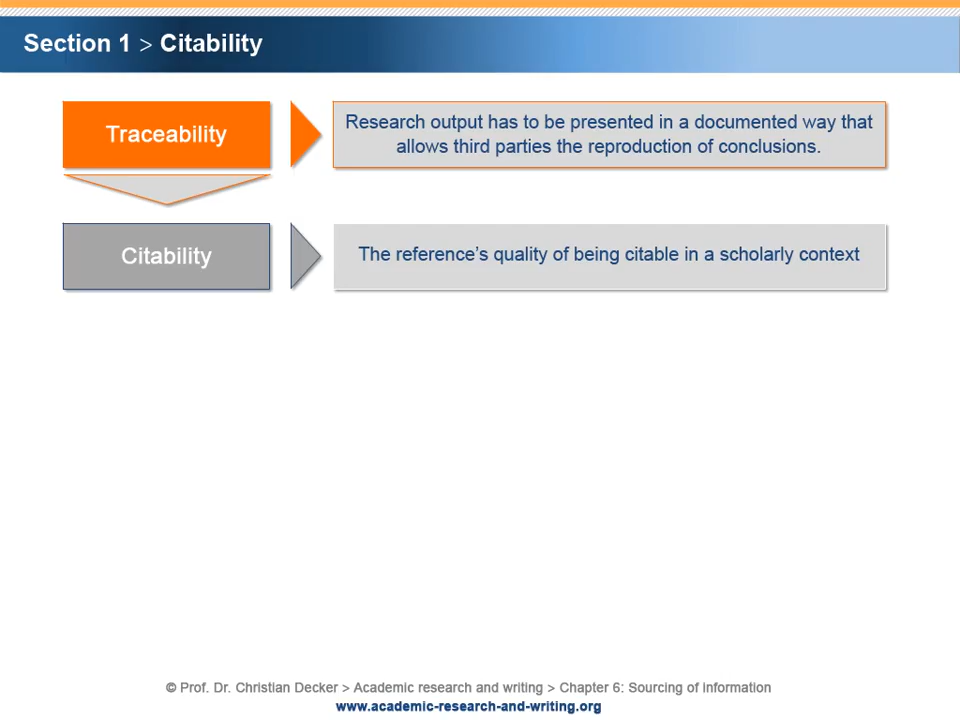 Section 1 > Citability
Traceability
Research output has to be presented in a documented way that
allows third parties the reproduction of conclusions.
Citability
The reference’s quality of being citable in a scholarly context
© Prof. Dr. Christian Decker > Academic research and writing > Chapter 6: Sourcing of information
www.academic-research-and-writing.org